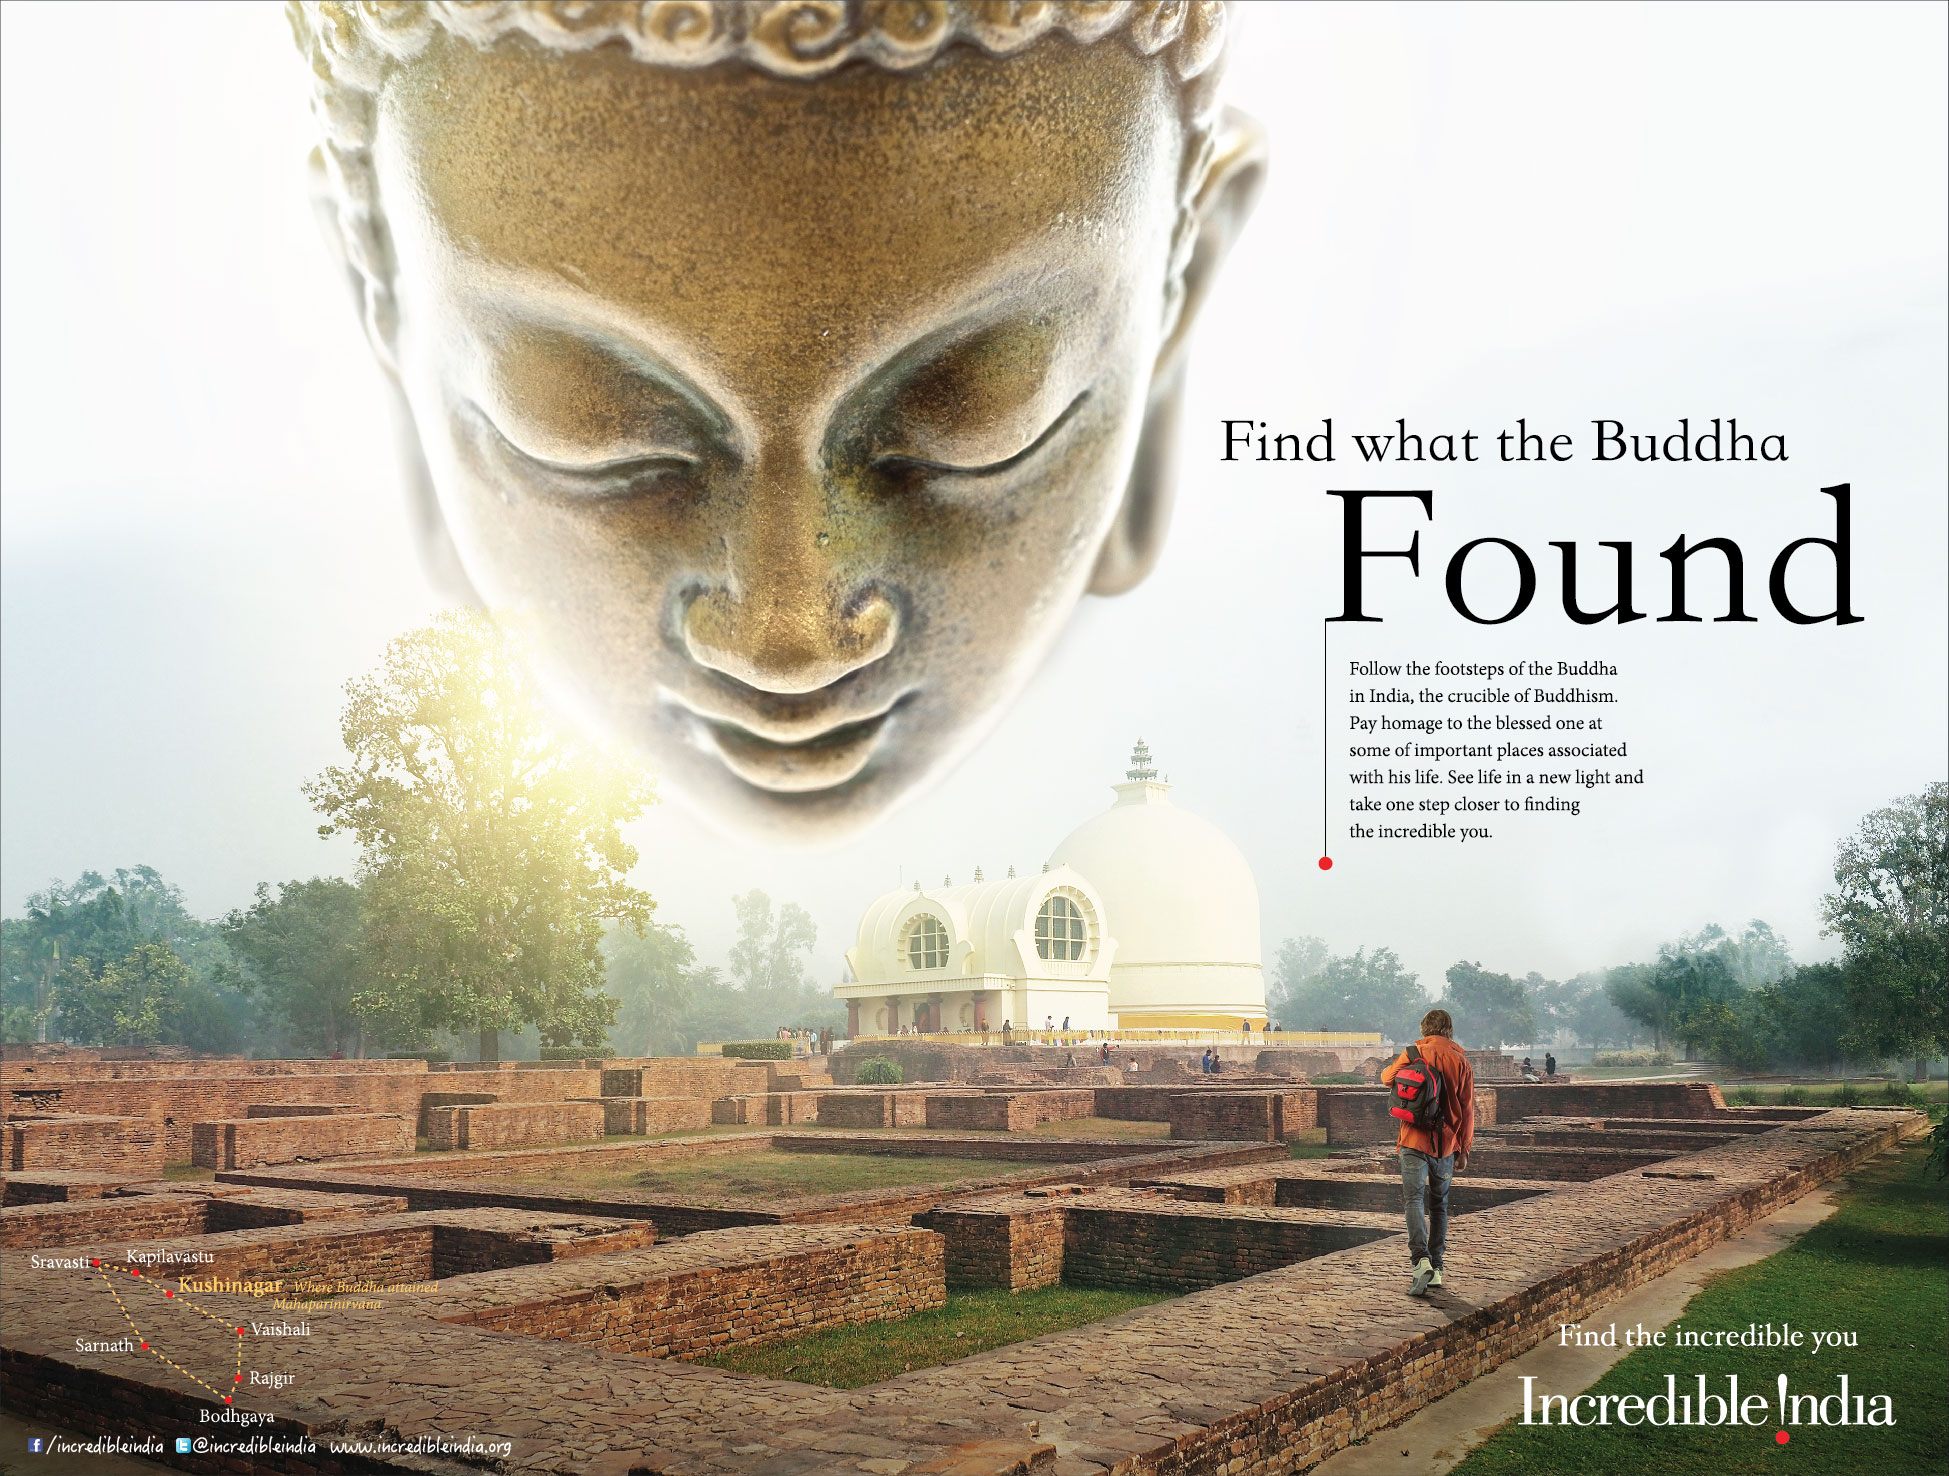 Find what the Buddha
Found
Follow the footsteps of the Buddha
in India, the crucible of Buddhism.
Pay homage to the blessed one at
some of important places associated
with his life. See life in a new light and
take one step closer to finding
the incredible you.
Sravasti
Kapilavastu
Kushinagar Where Buddha attained
Mahaparinirvana
Vaishali
Sarnath
Rajgir
Bodhgaya
/incredibleindia @incredibleindia www.incredibleindia.org
Find the incredible you
Incredible !ndia